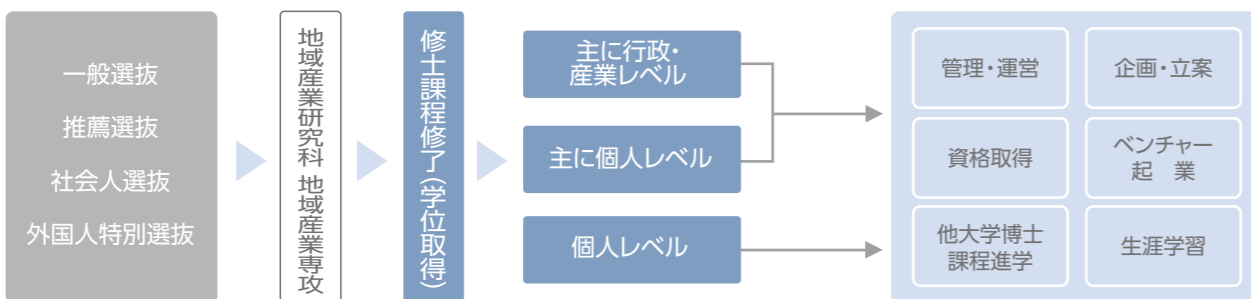 一般選抜
推薦選抜
社会人選抜
外国人特別選抜
地域産業研究科 地域産業専攻
修士課程修了(学位取得)
主に行政・
産業レベル
主に個人レベル
個人レベル
管理・運営
企画・立案
資格取得
ベンチャー
起 業
他大学博士
課程進学
生涯学習